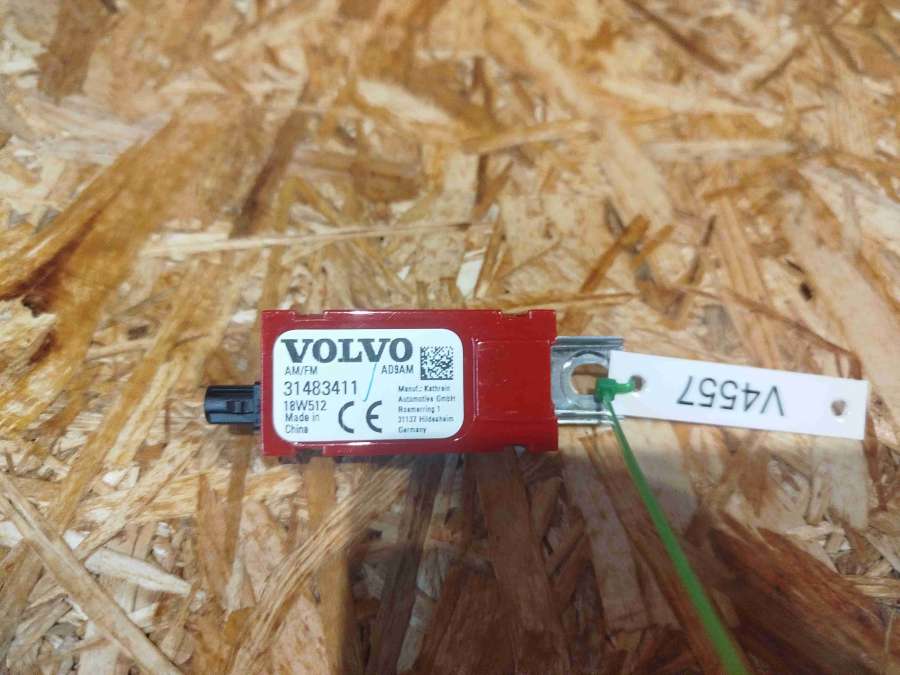 VOLVO
AM/FM
AD9AM
31483411
18W512
Made in
China
CE
Manuf.: Kathrein
Automotive GmbH
Roemerring 1
31137 Hildesheim
Germany
V4557